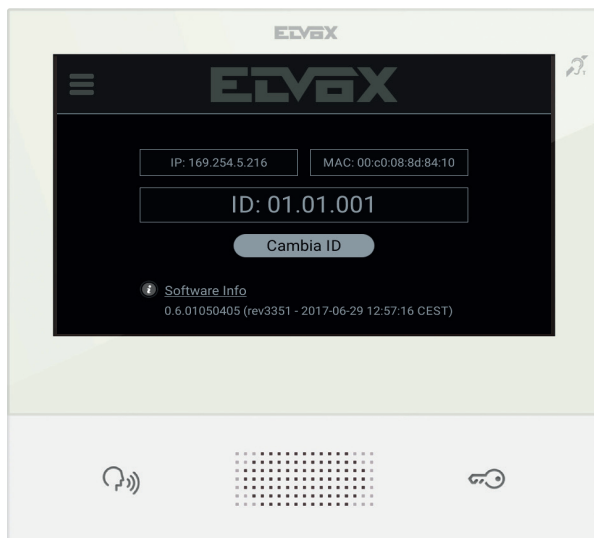 ELVOX
ELVOX
IP: 169.254.5.216
MAC: 00:c0:08:8d:84:10
ID: 01.01.001
Cambia ID
Software Info
0.6.01050405 (rev3351 - 2017-06-29 12:57:16 CEST)